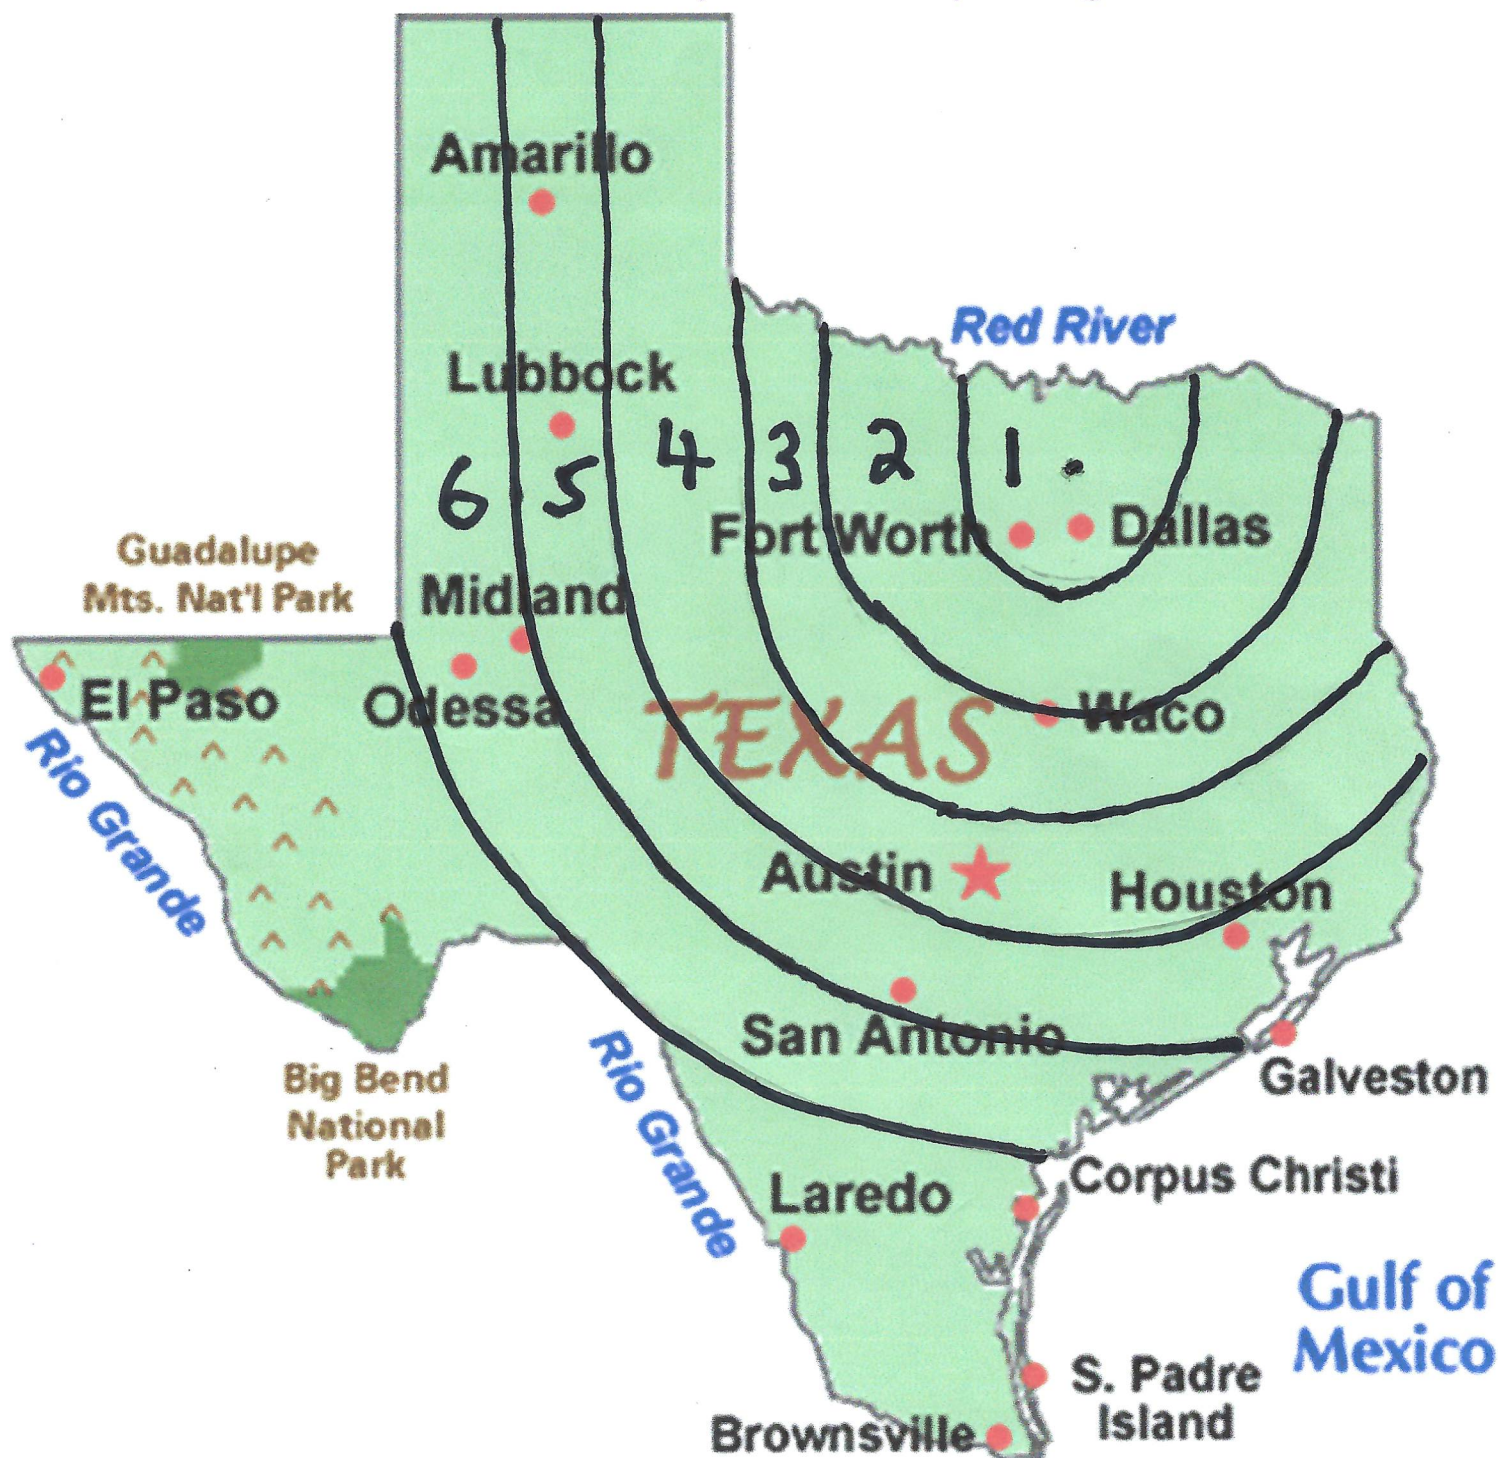 Amarillo
Red River
Lubbock
6
5
4
3
2
1
Fort Worth
Dallas
Guadalupe
Mts. Nat'l Park
Midland
El Paso
Odessa
TEXAS
Waco
Rio Grande
Austin
Houston
San Antonio
Rio Grande
Galveston
Big Bend
National
Park
Corpus Christi
Laredo
Gulf of
Mexico
S. Padre
Island
Brownsville